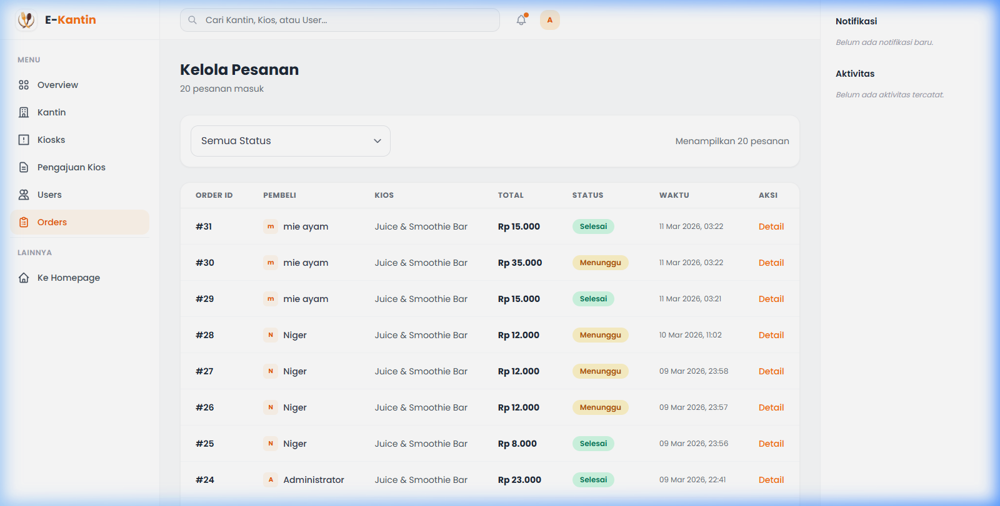 E-Kantin
Cari Kantin, Kios, atau User...
A
MENU
Overview
Kantin
Kiosks
Pengajuan Kios
Users
Orders
LAINNYA
Ke Homepage
Kelola Pesanan
20 pesanan masuk
Semua Status
Menampilkan 20 pesanan
ORDER ID PEMBELI KIOS TOTAL STATUS WAKTU AKSI
#31 m mie ayam Juice & Smoothie Bar Rp 15.000 Selesai 11 Mar 2026, 03:22 Detail
#30 m mie ayam Juice & Smoothie Bar Rp 35.000 Menunggu 11 Mar 2026, 03:22 Detail
#29 m mie ayam Juice & Smoothie Bar Rp 15.000 Selesai 11 Mar 2026, 03:21 Detail
#28 N Niger Juice & Smoothie Bar Rp 12.000 Menunggu 10 Mar 2026, 11:02 Detail
#27 N Niger Juice & Smoothie Bar Rp 12.000 Menunggu 09 Mar 2026, 23:58 Detail
#26 N Niger Juice & Smoothie Bar Rp 12.000 Menunggu 09 Mar 2026, 23:57 Detail
#25 N Niger Juice & Smoothie Bar Rp 8.000 Selesai 09 Mar 2026, 23:56 Detail
#24 A Administrator Juice & Smoothie Bar Rp 23.000 Selesai 09 Mar 2026, 22:41 Detail
Notifikasi
Belum ada notifikasi baru.
Aktivitas
Belum ada aktivitas tercatat.